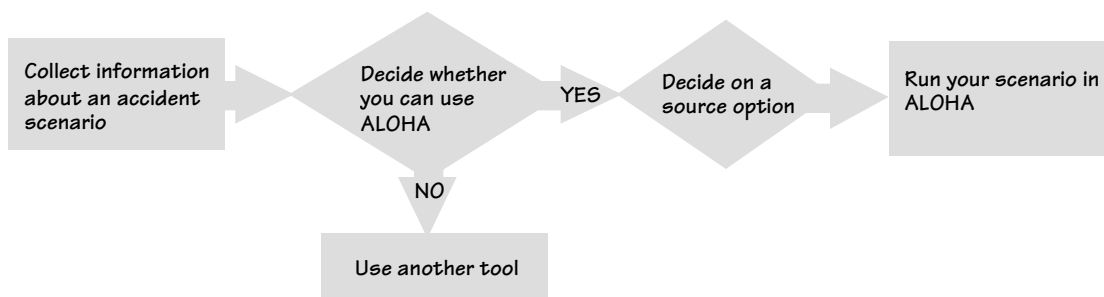 Collect information
about an accident
scenario
Decide whether
you can use
ALOHA
YES
Decide on a
source option
Run your scenario in
ALOHA
NO
Use another tool